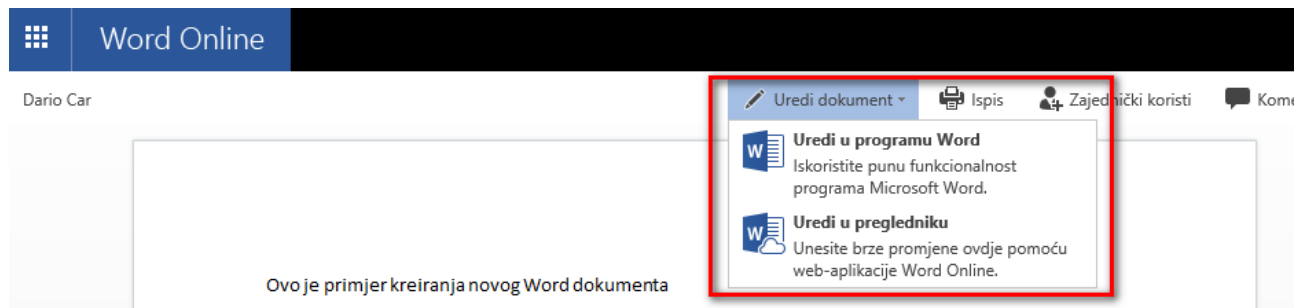 Word Online
Dario Car
Uredi dokument
Ispis
Zajednički koristi
Kome
Uredi u programu Word
Iskoristite punu funkcionalnost
programa Microsoft Word.
Uredi u pregledniku
Unesite brze promjene ovdje pomoću
web-aplikacije Word Online.
Ovo je primjer kreiranja novog Word dokumenta